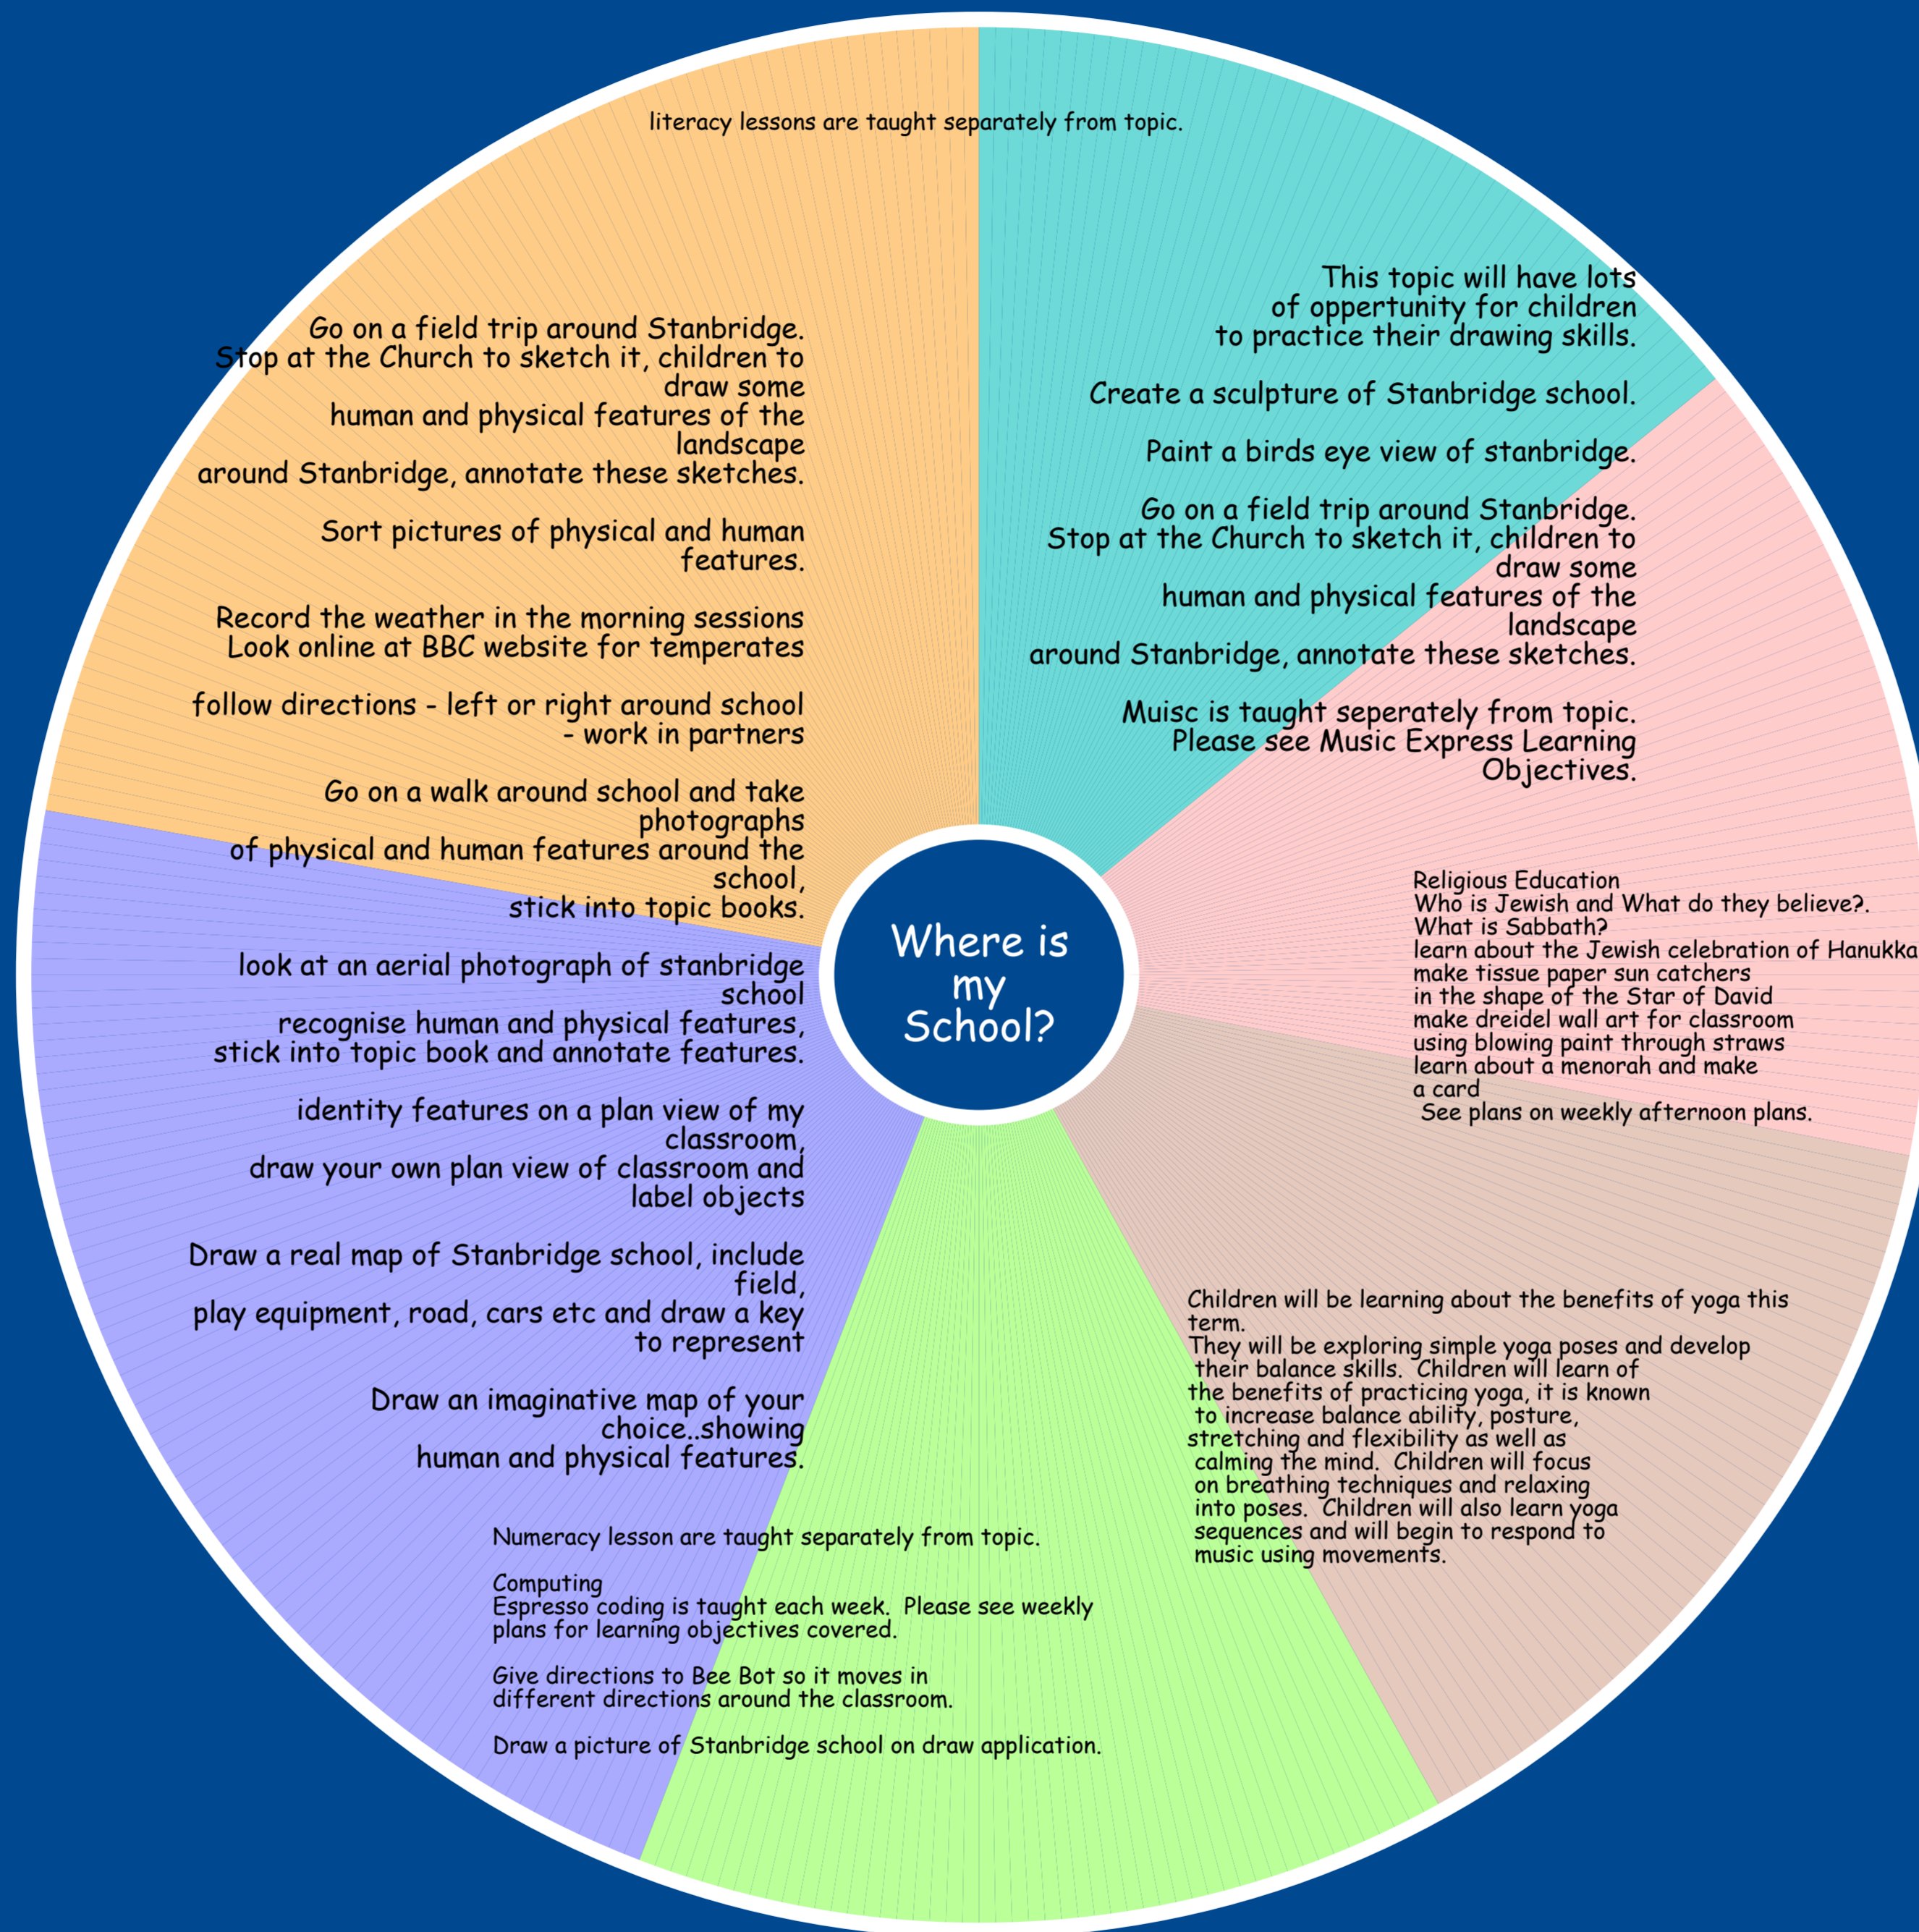 literacy lessons are taught separately from topic.
This topic will have lots
of oppertunity for children
to practice their drawing skills.
Create a sculpture of Stanbridge school.
Paint a birds eye view of stanbridge.
Go on a field trip around Stanbridge.
Stop at the Church to sketch it, children to
draw some
human and physical features of the
landscape
around Stanbridge, annotate these sketches.
Muisc is taught seperately from topic.
Please see Music Express Learning
Objectives.
Religious Education
Who is Jewish and What do they believe?.
What is Sabbath?
learn about the Jewish celebration of Hanukka
make tissue paper sun catchers
in the shape of the Star of David
make dreidel wall art for classroom
using blowing paint through straws
learn about a menorah and make
a card
See plans on weekly afternoon plans.
Children will be learning about the benefits of yoga this
term.
They will be exploring simple yoga poses and develop
their balance skills.  Children will learn of
the benefits of practicing yoga, it is known
to increase balance ability, posture,
stretching and flexibility as well as
calming the mind.  Children will focus
on breathing techniques and relaxing
into poses.  Children will also learn yoga
sequences and will begin to respond to
music using movements.
Numeracy lesson are taught separately from topic.
Computing
Espresso coding is taught each week.  Please see weekly
plans for learning objectives covered.
Give directions to Bee Bot so it moves in
different directions around the classroom.
Draw a picture of Stanbridge school on draw application.
Go on a field trip around Stanbridge.
Stop at the Church to sketch it, children to
draw some
human and physical features of the
landscape
around Stanbridge, annotate these sketches.
Sort pictures of physical and human
features.
Record the weather in the morning sessions
Look online at BBC website for temperates
follow directions - left or right around school
- work in partners
Go on a walk around school and take
photographs
of physical and human features around the
school,
stick into topic books.
look at an aerial photograph of stanbridge
school
recognise human and physical features,
stick into topic book and annotate features.
identity features on a plan view of my
classroom,
draw your own plan view of classroom and
label objects
Draw a real map of Stanbridge school, include
field,
play equipment, road, cars etc and draw a key
to represent
Draw an imaginative map of your
choice..showing
human and physical features.
Where is
my
School?